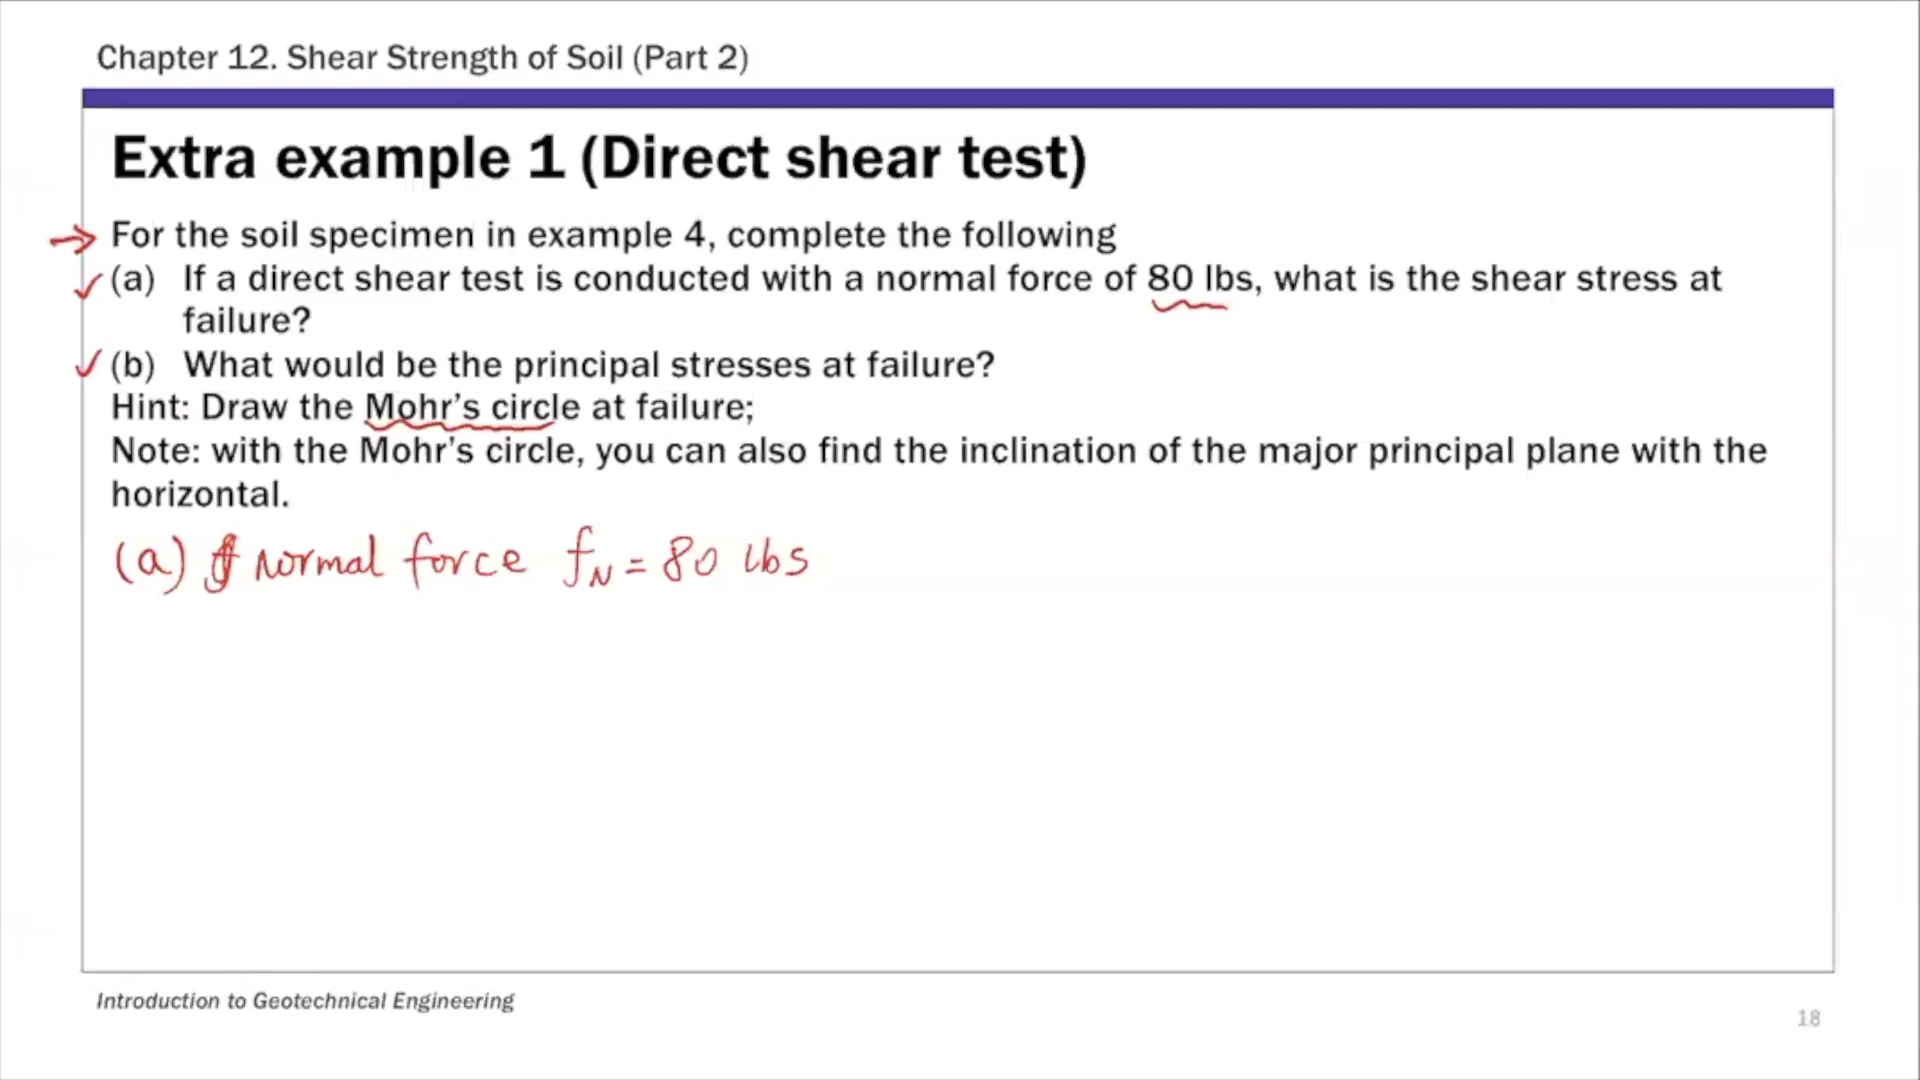 Chapter 12. Shear Strength of Soil (Part 2)
Extra example 1 (Direct shear test)
For the soil specimen in example 4, complete the following
(a) If a direct shear test is conducted with a normal force of 80 lbs, what is the shear stress at
failure?
(b) What would be the principal stresses at failure?
Hint: Draw the Mohr's circle at failure;
Note: with the Mohr's circle, you can also find the inclination of the major principal plane with the
horizontal.
(a) normal force fN = 80 lbs
Introduction to Geotechnical Engineering
18